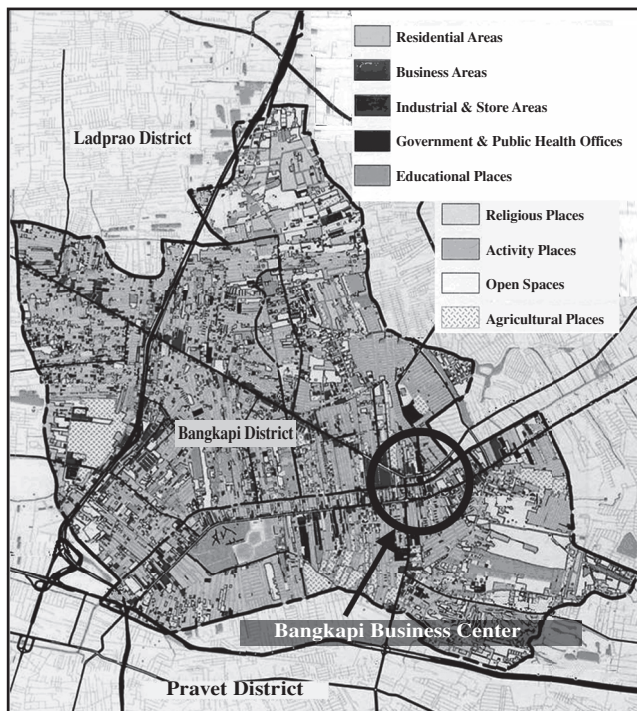 Residential Areas
Business Areas
Industrial & Store Areas
Government & Public Health Offices
Educational Places
Religious Places
Activity Places
Open Spaces
Agricultural Places
Ladprao District
Bangkapi District
Bangkapi Business Center
Pravet District